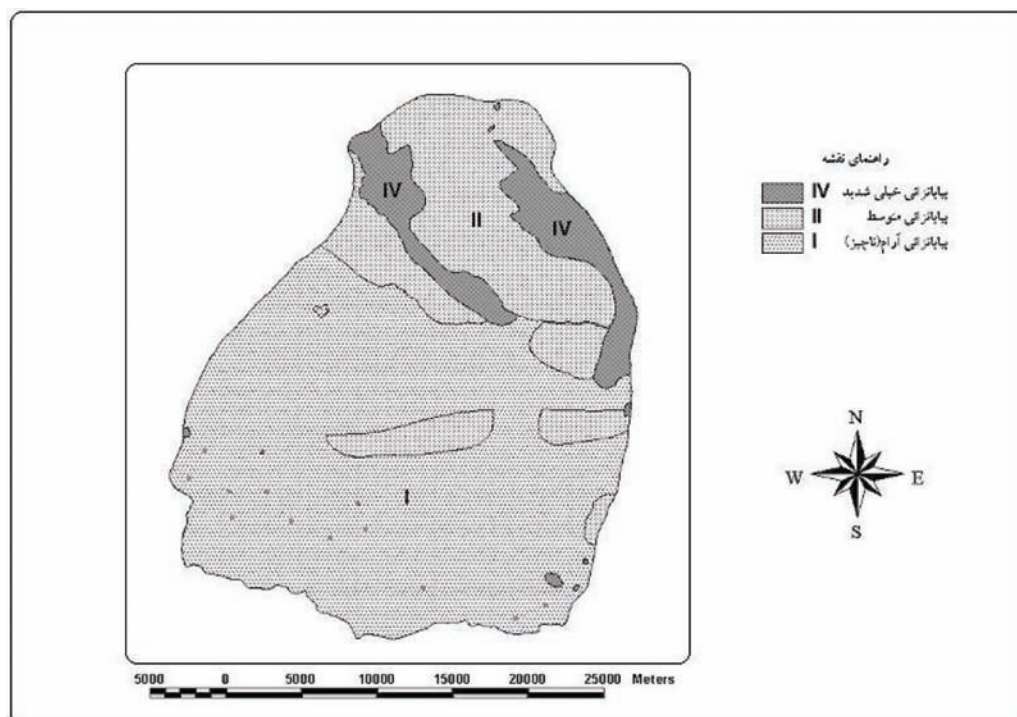 راهنمای نقشه
IV بیابانزائی خیلی شدید
II بیابانزائی متوسط
I بیابانزائی آرام(ناچیز)
IV
II
IV
I
N
W E
S
5000 0 5000 10000 15000 20000 25000 Meters